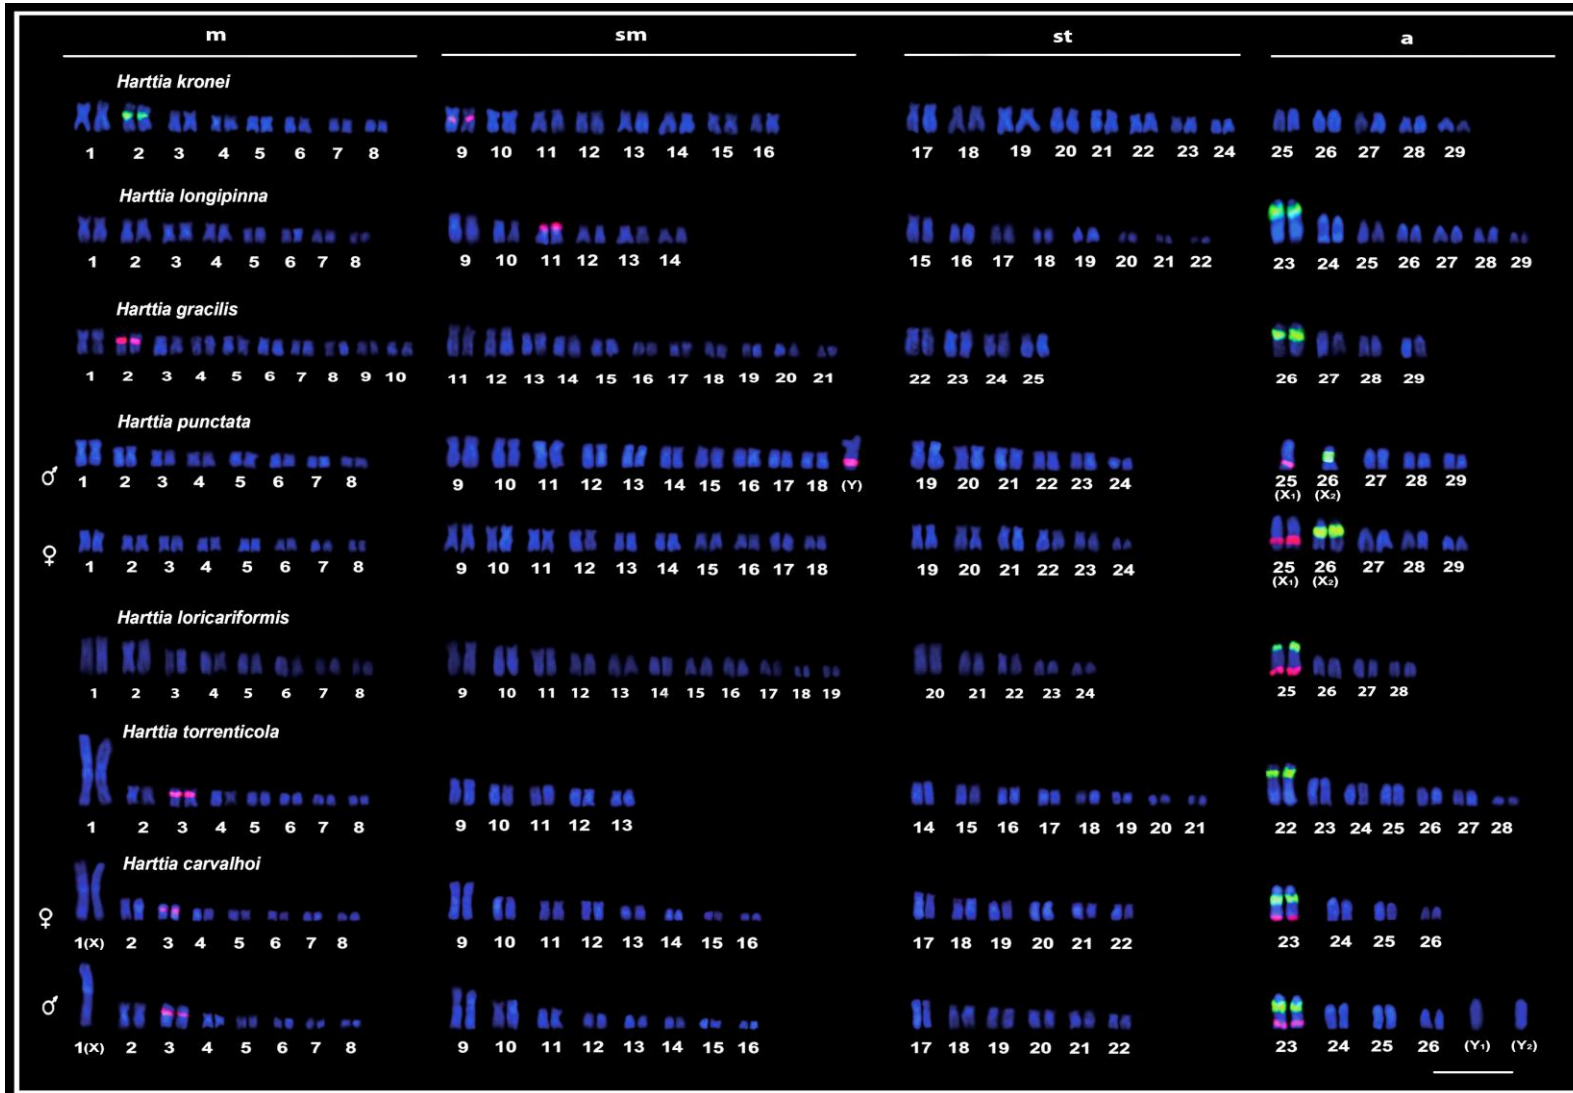 m sm st a
Harttia kronei
1 2 3 4 5 6 7 8 9 10 11 12 13 14 15 16 17 18 19 20 21 22 23 24 25 26 27 28 29
Harttia longipinna
1 2 3 4 5 6 7 8 9 10 11 12 13 14 15 16 17 18 19 20 21 22 23 24 25 26 27 28 29
Harttia gracilis
1 2 3 4 5 6 7 8 9 10 11 12 13 14 15 16 17 18 19 20 21 22 23 24 25 26 27 28 29
Harttia punctata
♂ 1 2 3 4 5 6 7 8 9 10 11 12 13 14 15 16 17 18 (Y) 19 20 21 22 23 24 25 26 27 28 29
(X₁) (X₂)
♀ 1 2 3 4 5 6 7 8 9 10 11 12 13 14 15 16 17 18 19 20 21 22 23 24 25 26 27 28 29
(X₁) (X₂)
Harttia loricariformis
1 2 3 4 5 6 7 8 9 10 11 12 13 14 15 16 17 18 19 20 21 22 23 24 25 26 27 28
Harttia torrenticola
1 2 3 4 5 6 7 8 9 10 11 12 13 14 15 16 17 18 19 20 21 22 23 24 25 26 27 28
Harttia carvalhoi
♀ 1(X) 2 3 4 5 6 7 8 9 10 11 12 13 14 15 16 17 18 19 20 21 22 23 24 25 26
♂ 1(X) 2 3 4 5 6 7 8 9 10 11 12 13 14 15 16 17 18 19 20 21 22 23 24 25 26 (Y₁) (Y₂)